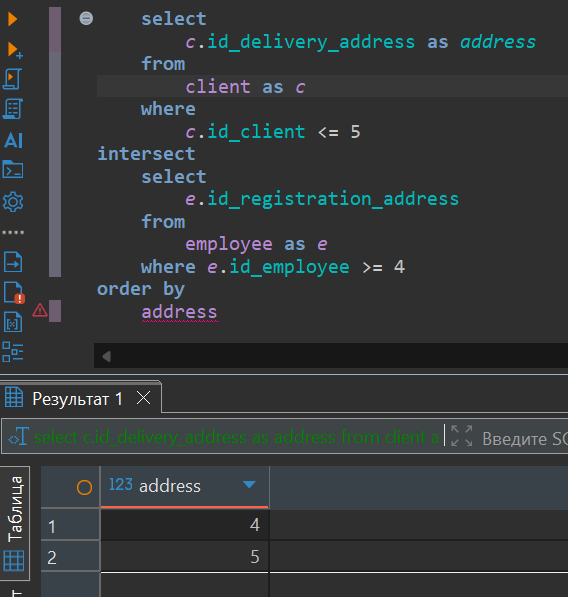 select
c.id_delivery_address as address
from
client as c
where
c.id_client <= 5
intersect
select
e.id_registration_address
from
employee as e
where e.id_employee >= 4
order by
address
AI
Результат 1
T select c.id_delivery_address as address from client a
Введите SC
Таблица
123 address
1 4
2 5